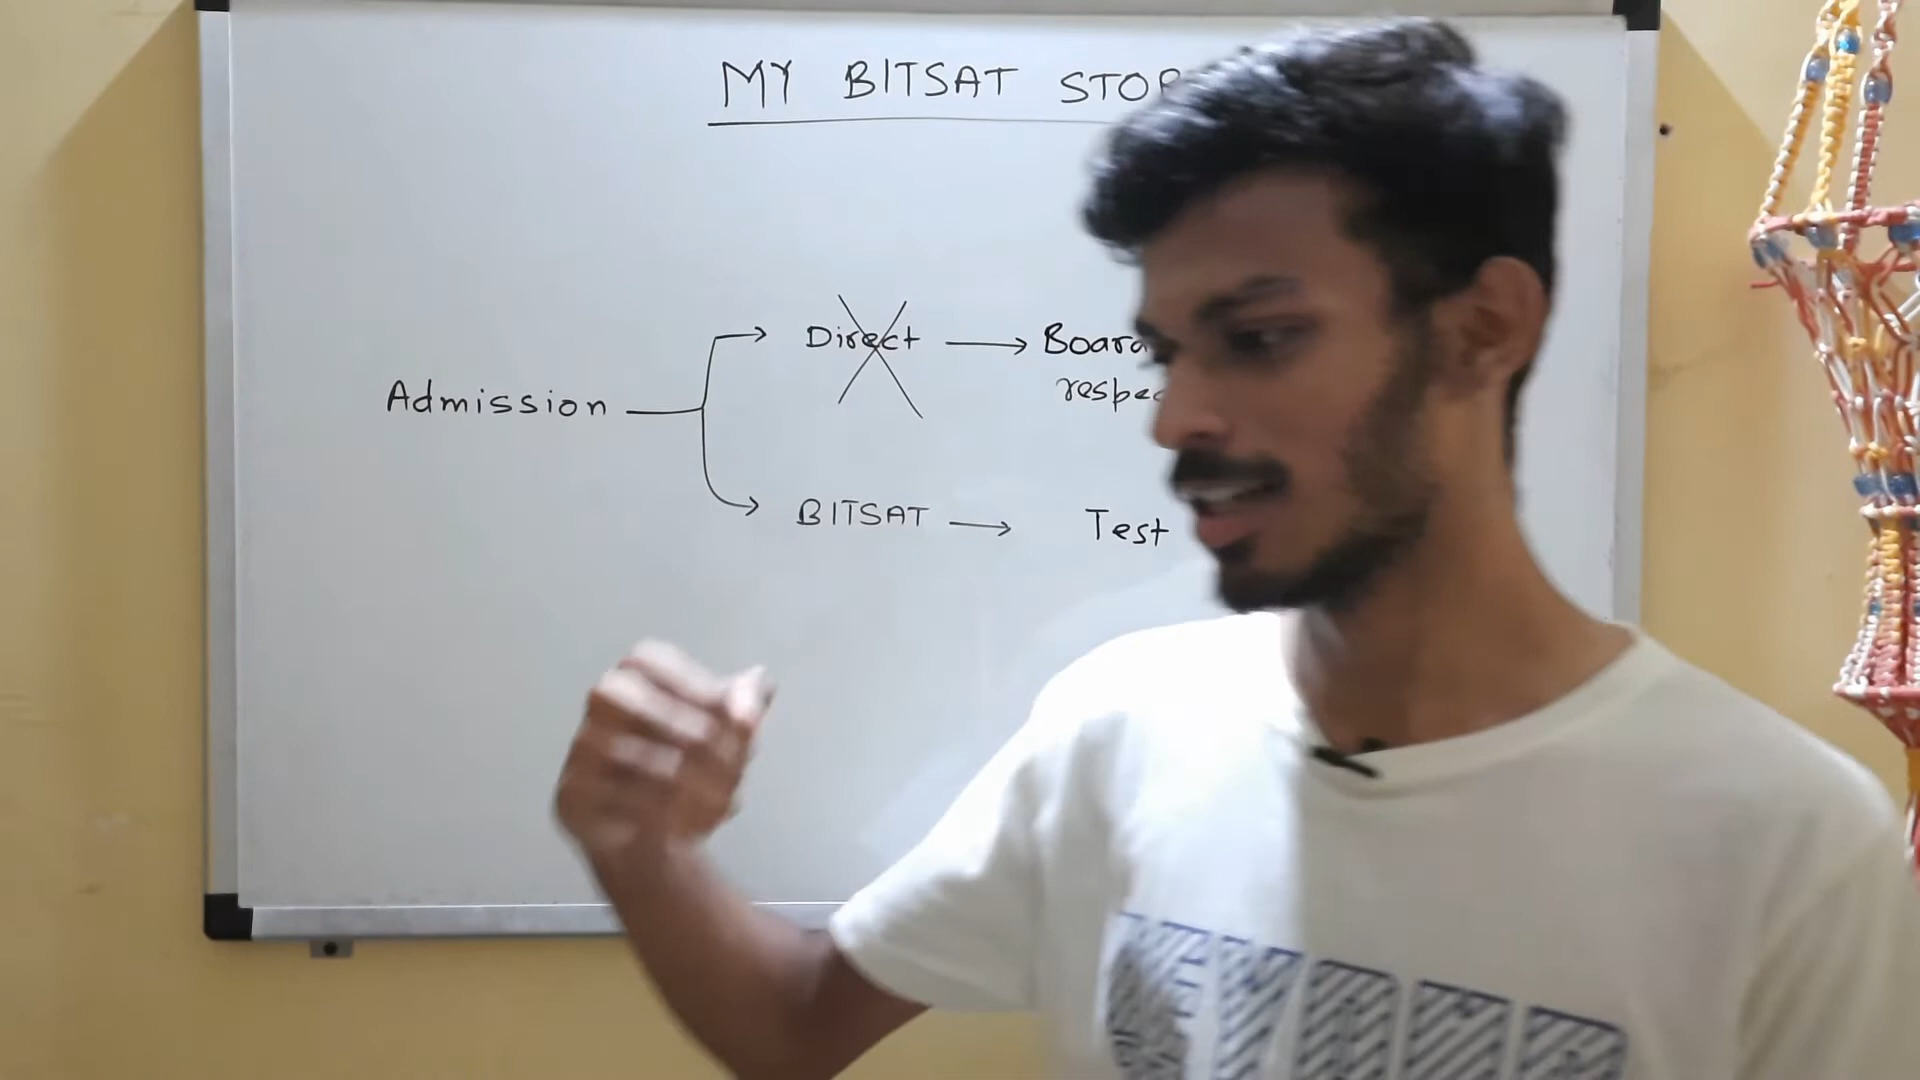 MY BITSAT
Direct
Admission
BITSAT
Test